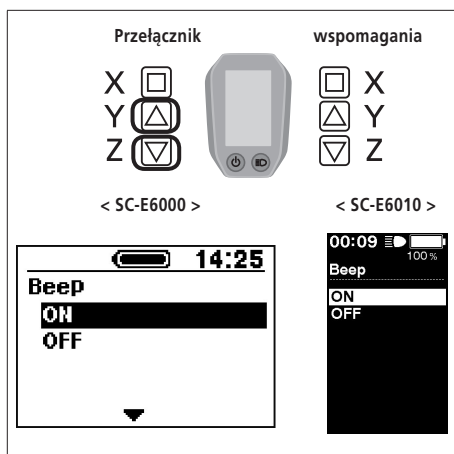 Przełącznik wspomagania
X X
Y Y
Z Z
< SC-E6000 > < SC-E6010 >
14:25
Beep
ON
OFF
00:09
100 %
Beep
ON
OFF